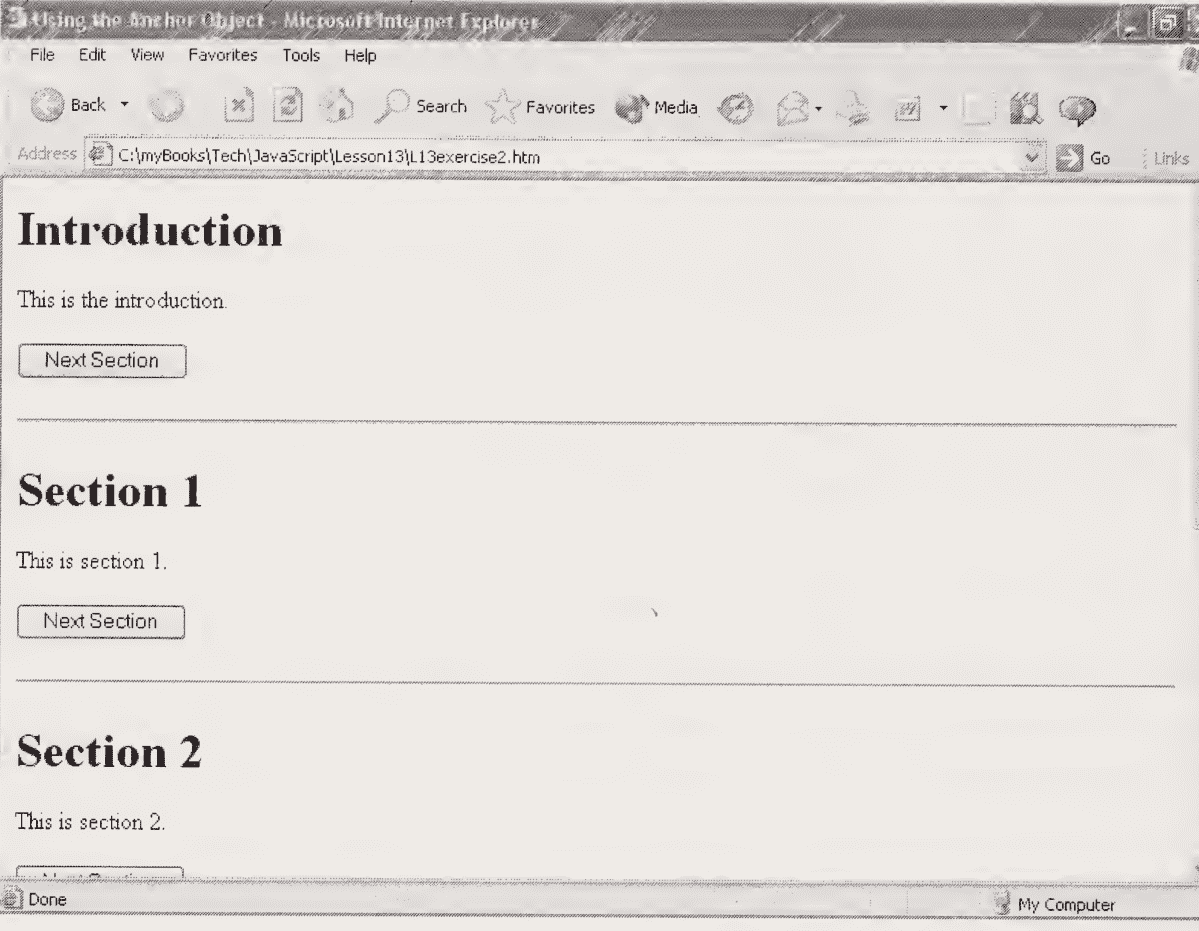 Using the Anchor Object - Microsoft Internet Explorer
File Edit View Favorites Tools Help
Back Search Favorites Media
Address C:\myBooks\Tech\JavaScript\Lesson13\L13exercise2.htm Go Links
Introduction
This is the introduction.
Next Section
Section 1
This is section 1.
Next Section
Section 2
This is section 2.
Next Section
Done My Computer